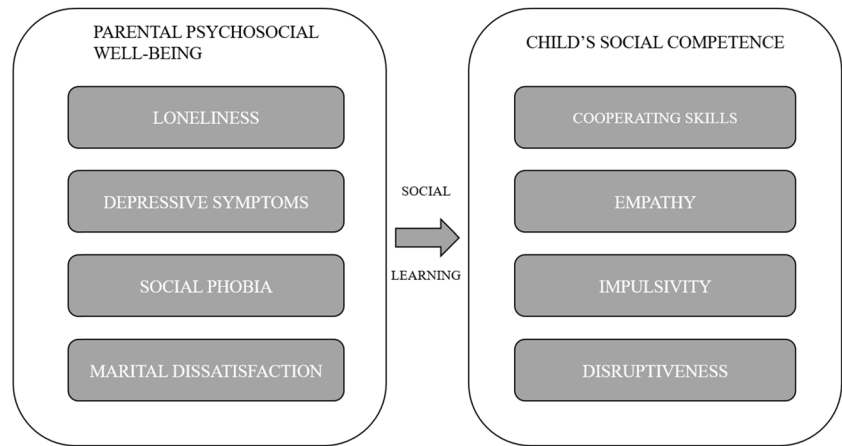 PARENTAL PSYCHOSOCIAL
WELL-BEING
LONELINESS
DEPRESSIVE SYMPTOMS
SOCIAL PHOBIA
MARITAL DISSATISFACTION
SOCIAL
LEARNING
CHILD'S SOCIAL COMPETENCE
COOPERATING SKILLS
EMPATHY
IMPULSIVITY
DISRUPTIVENESS